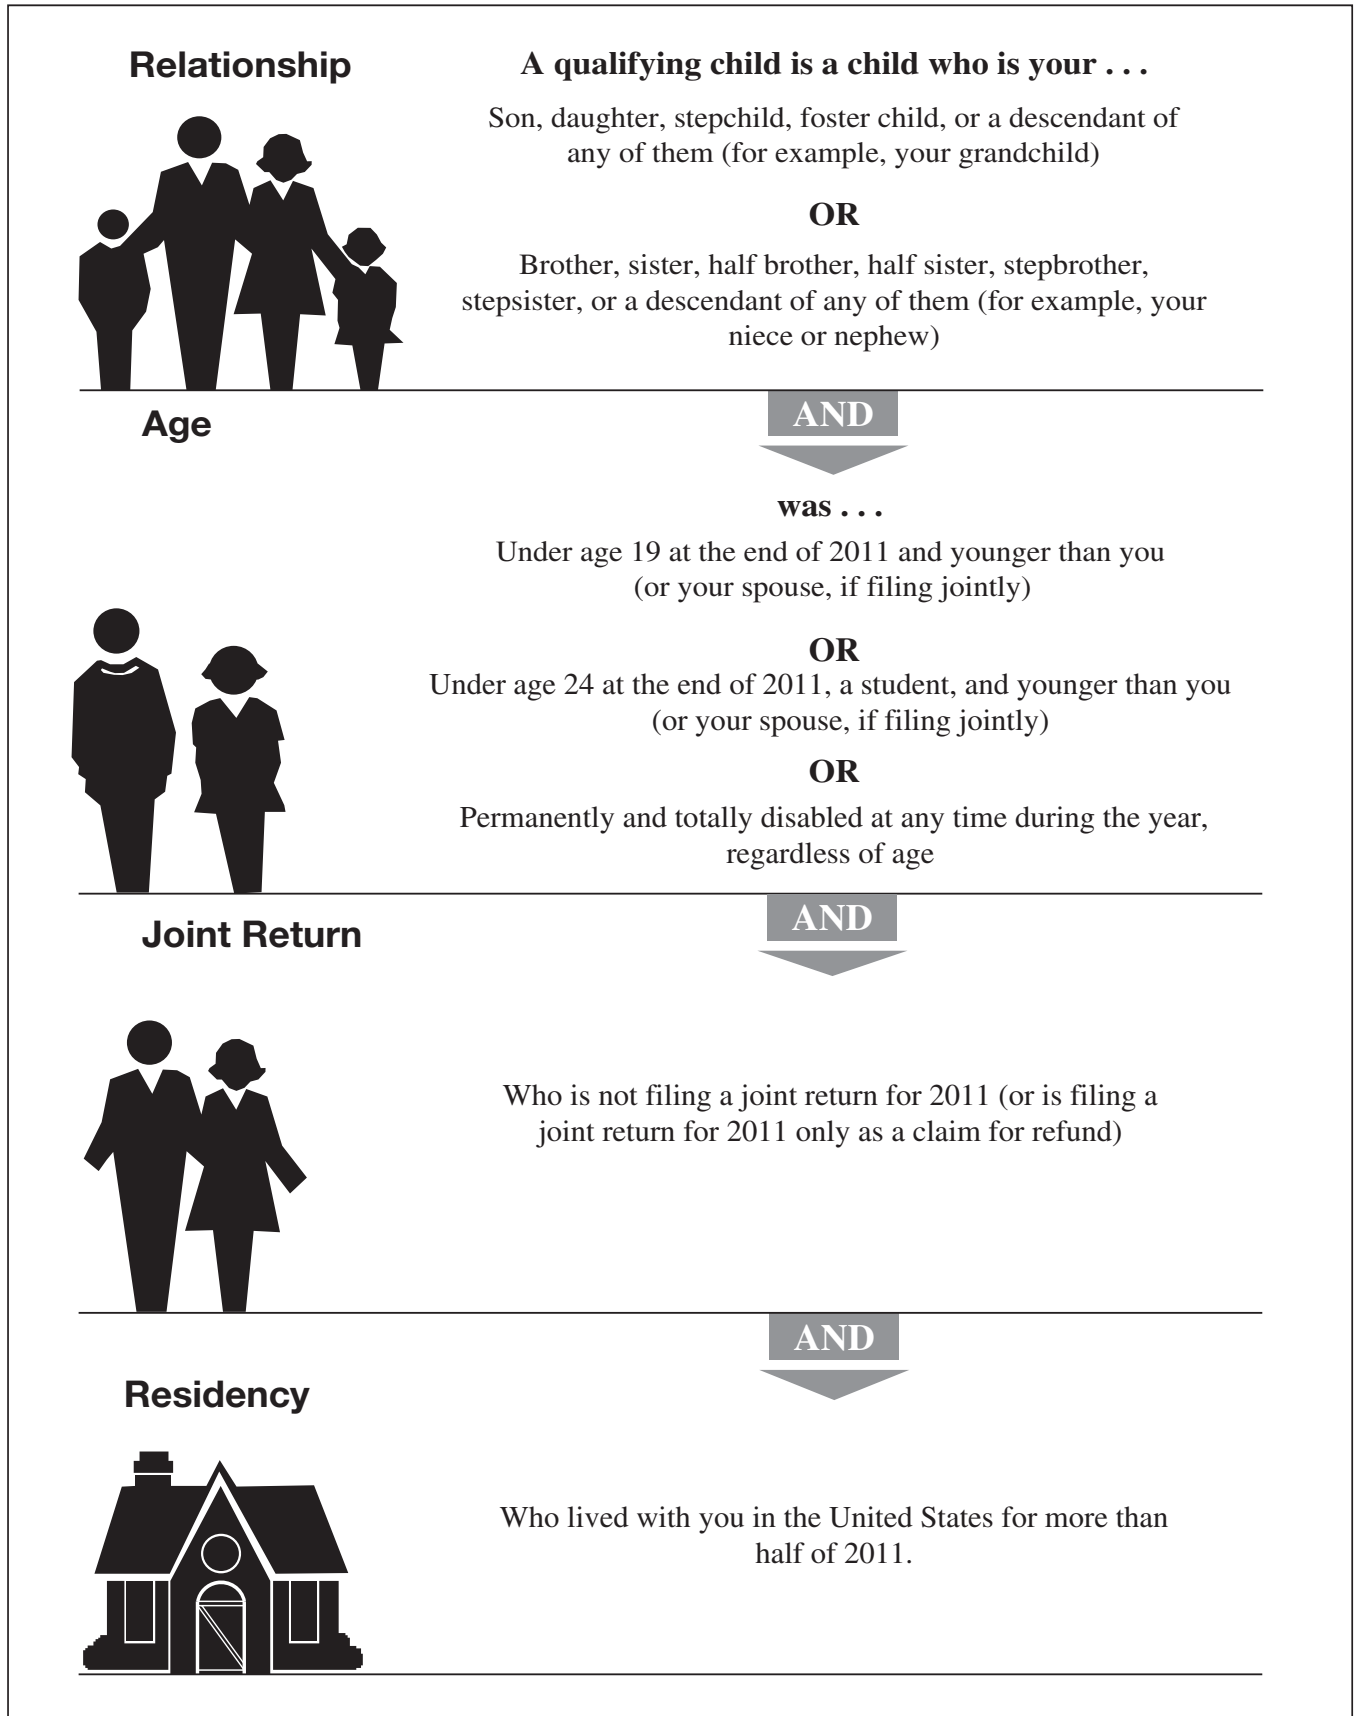 Relationship
A qualifying child is a child who is your . . .
Son, daughter, stepchild, foster child, or a descendant of
any of them (for example, your grandchild)
OR
Brother, sister, half brother, half sister, stepbrother,
stepsister, or a descendant of any of them (for example, your
niece or nephew)
AND
Age
was . . .
Under age 19 at the end of 2011 and younger than you
(or your spouse, if filing jointly)
OR
Under age 24 at the end of 2011, a student, and younger than you
(or your spouse, if filing jointly)
OR
Permanently and totally disabled at any time during the year,
regardless of age
AND
Joint Return
Who is not filing a joint return for 2011 (or is filing a
joint return for 2011 only as a claim for refund)
AND
Residency
Who lived with you in the United States for more than
half of 2011.